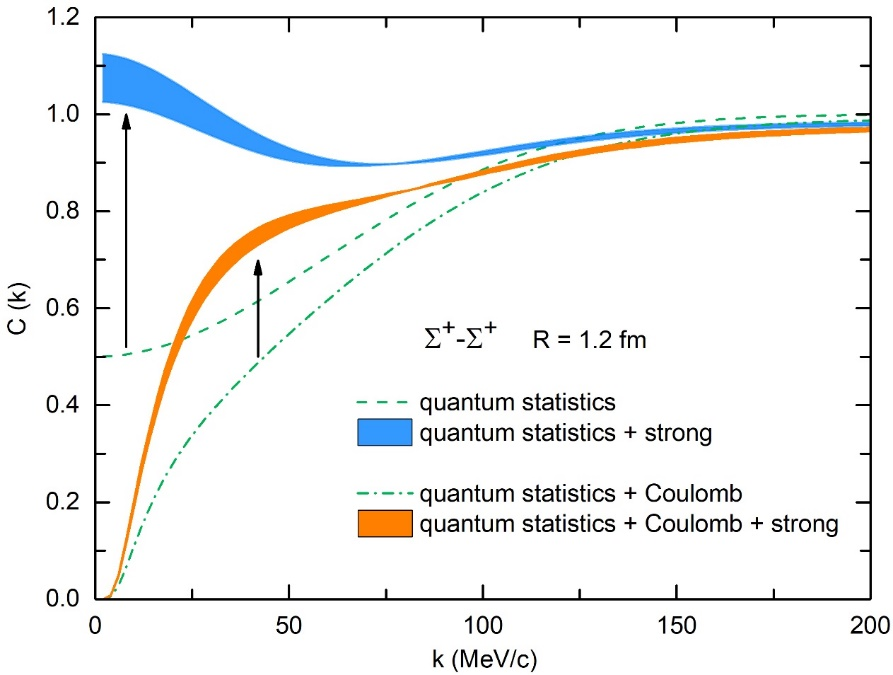 1.2
1.0
0.8
0.6
0.4
0.2
0.0
C (k)
Σ⁺-Σ⁺ R = 1.2 fm
quantum statistics
quantum statistics + strong
quantum statistics + Coulomb
quantum statistics + Coulomb + strong
0 50 100 150 200
k (MeV/c)